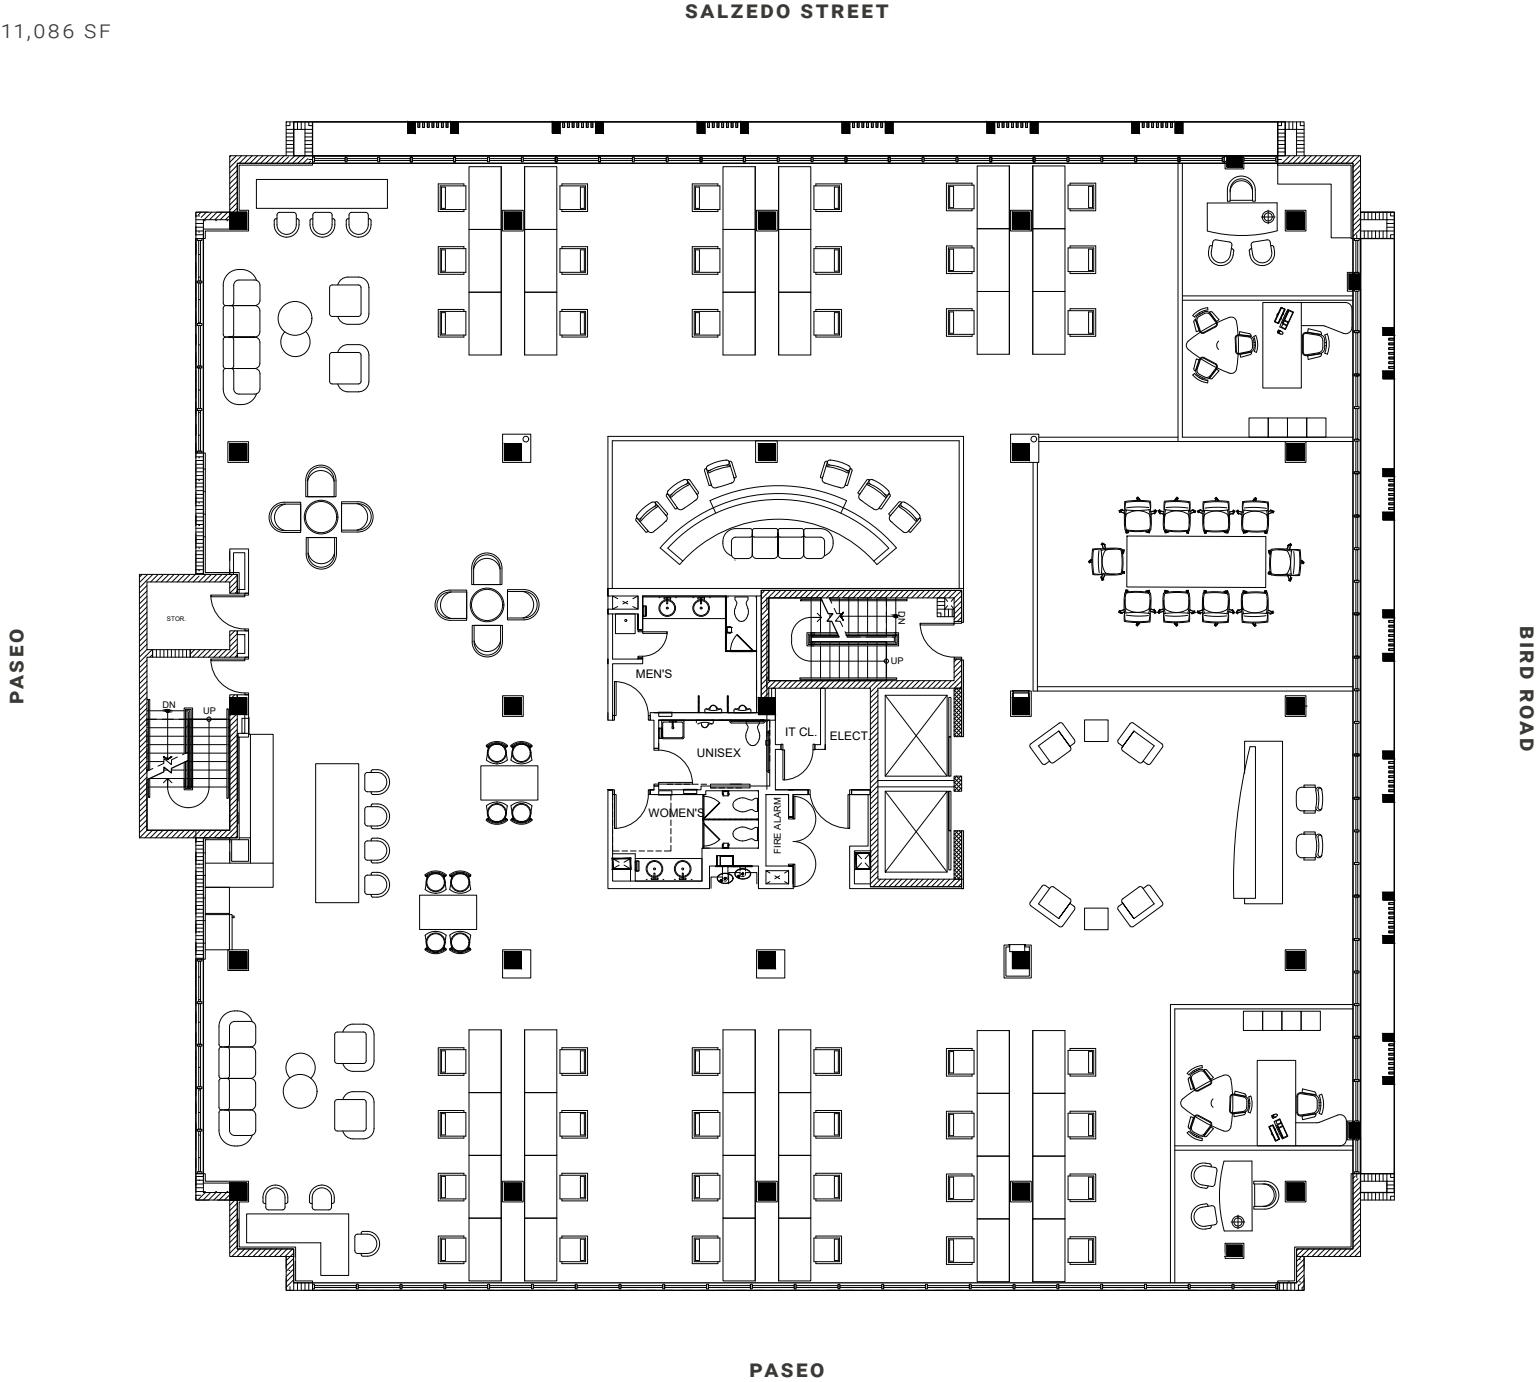 SALZEDO STREET
11,086 SF
STOR.
DN
UP
MEN'S
DN
UP
UNISEX
IT CL.
ELECT.
WOMEN'S
FIRE ALARM
PASEO
BIRD ROAD
PASEO